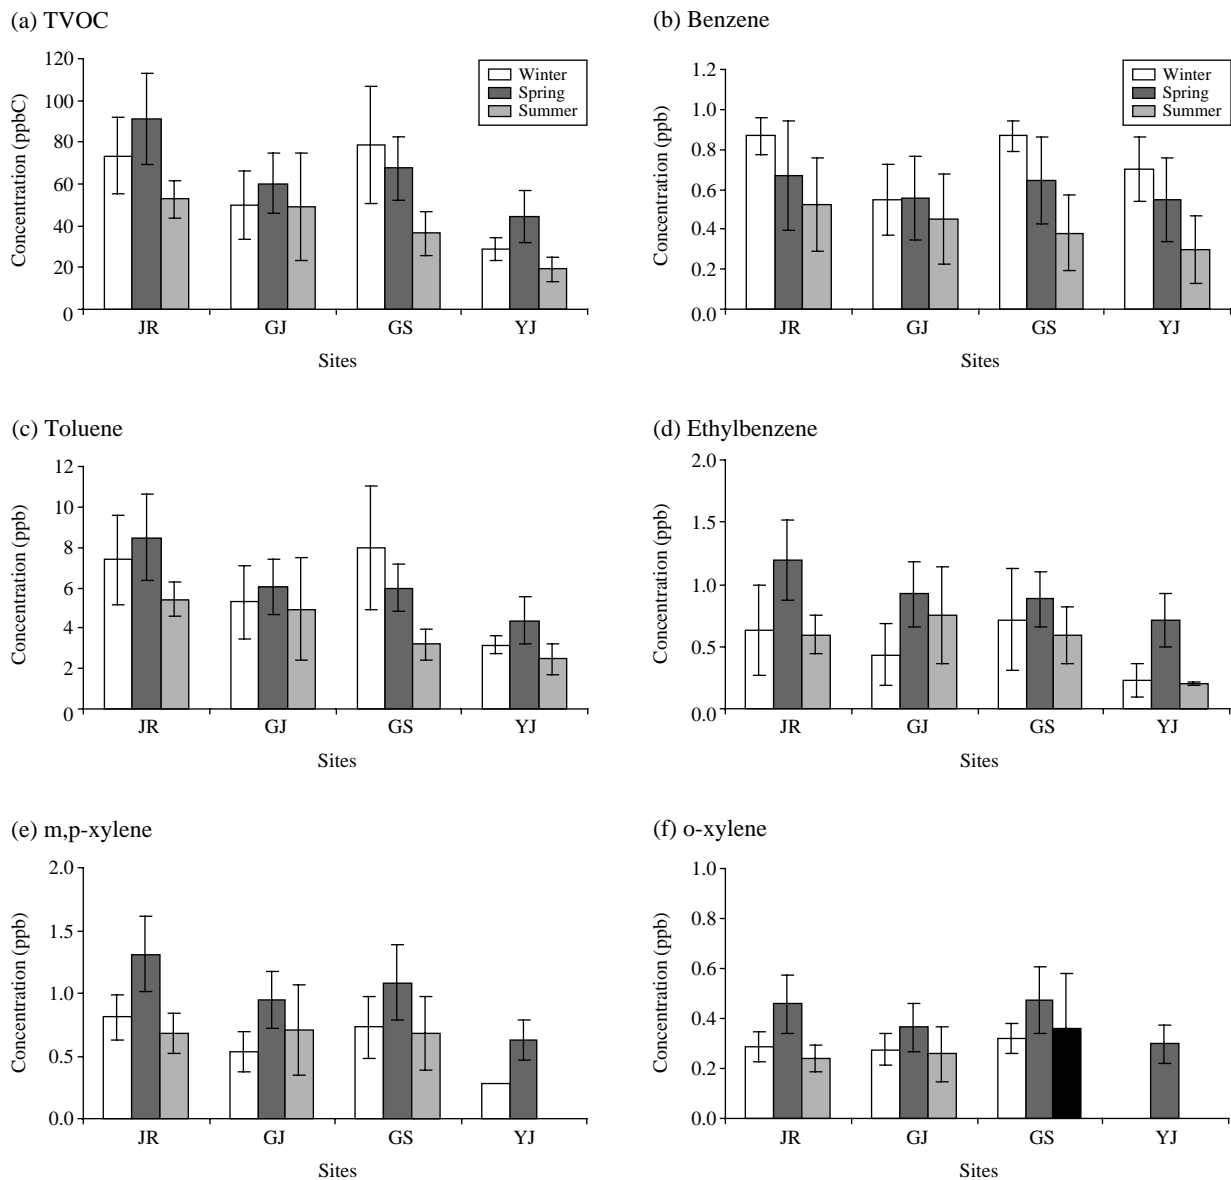 (a) TVOC
120
100
80
60
40
20
0
Concentration (ppbC)
Winter
Spring
Summer
JR GJ GS YJ
Sites
(b) Benzene
1.2
1.0
0.8
0.6
0.4
0.2
0.0
Concentration (ppb)
Winter
Spring
Summer
JR GJ GS YJ
Sites
(c) Toluene
12
10
8
6
4
2
0
Concentration (ppb)
JR GJ GS YJ
Sites
(d) Ethylbenzene
2.0
1.5
1.0
0.5
0.0
Concentration (ppb)
JR GJ GS YJ
Sites
(e) m,p-xylene
2.0
1.5
1.0
0.5
0.0
Concentration (ppb)
JR GJ GS YJ
Sites
(f) o-xylene
1.0
0.8
0.6
0.4
0.2
0.0
Concentration (ppb)
JR GJ GS YJ
Sites